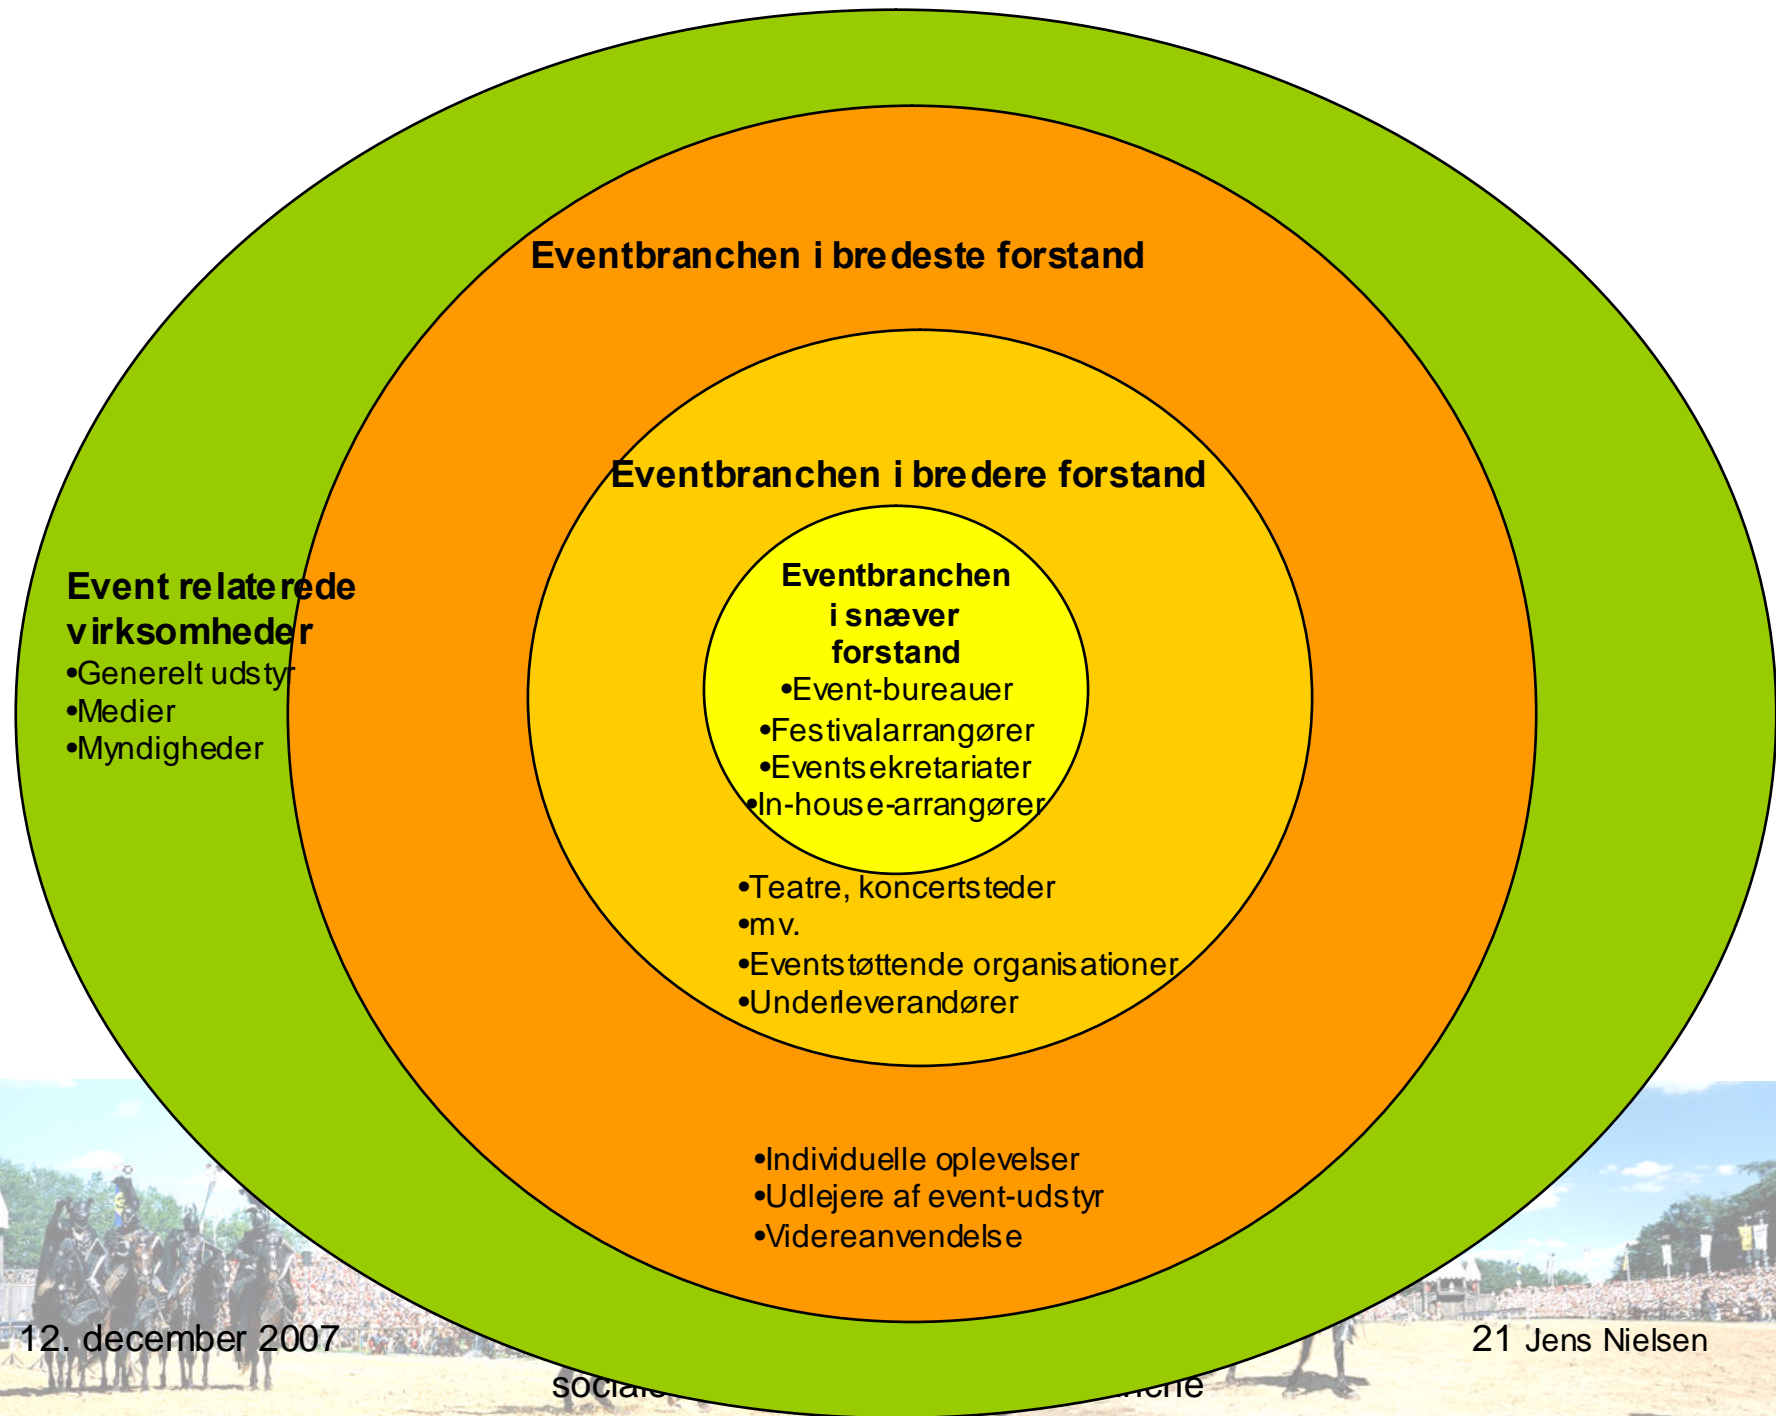 Eventbranchen i bredeste forstand
Eventbranchen i bredere forstand
Eventbranchen
i snæver
forstand
•Event-bureauer
•Festivalarrangører
•Eventsekretariater
•In-house-arrangører
Event relaterede
virksomheder
•Generelt udstyr
•Medier
•Myndigheder
•Teatre, koncertsteder
•mv.
•Eventstøttende organisationer
•Underleverandører
•Individuelle oplevelser
•Udlejere af event-udstyr
•Videreanvendelse
12. december 2007
21 Jens Nielsen